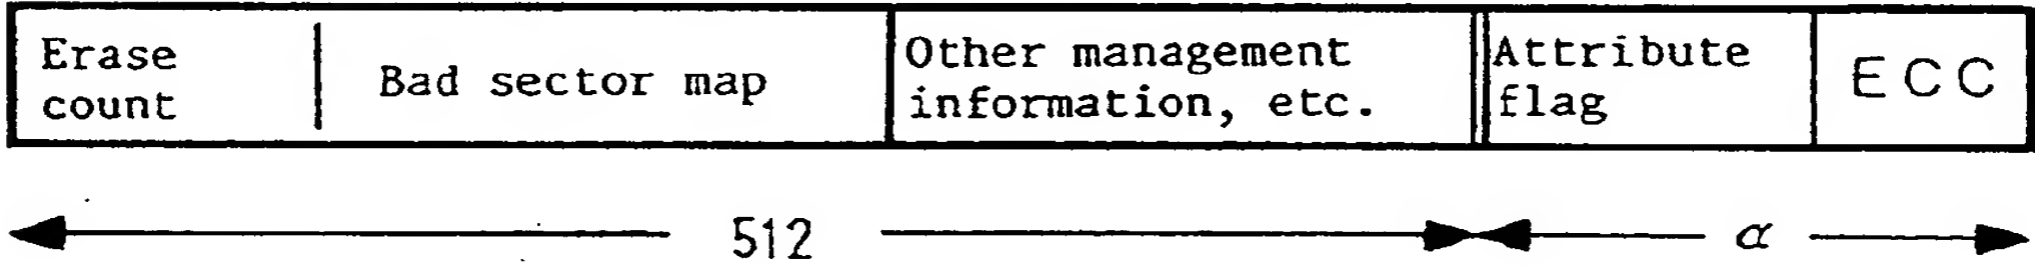 Erase
count
Bad sector map
Other management
information, etc.
Attribute
flag
ECC
512
α